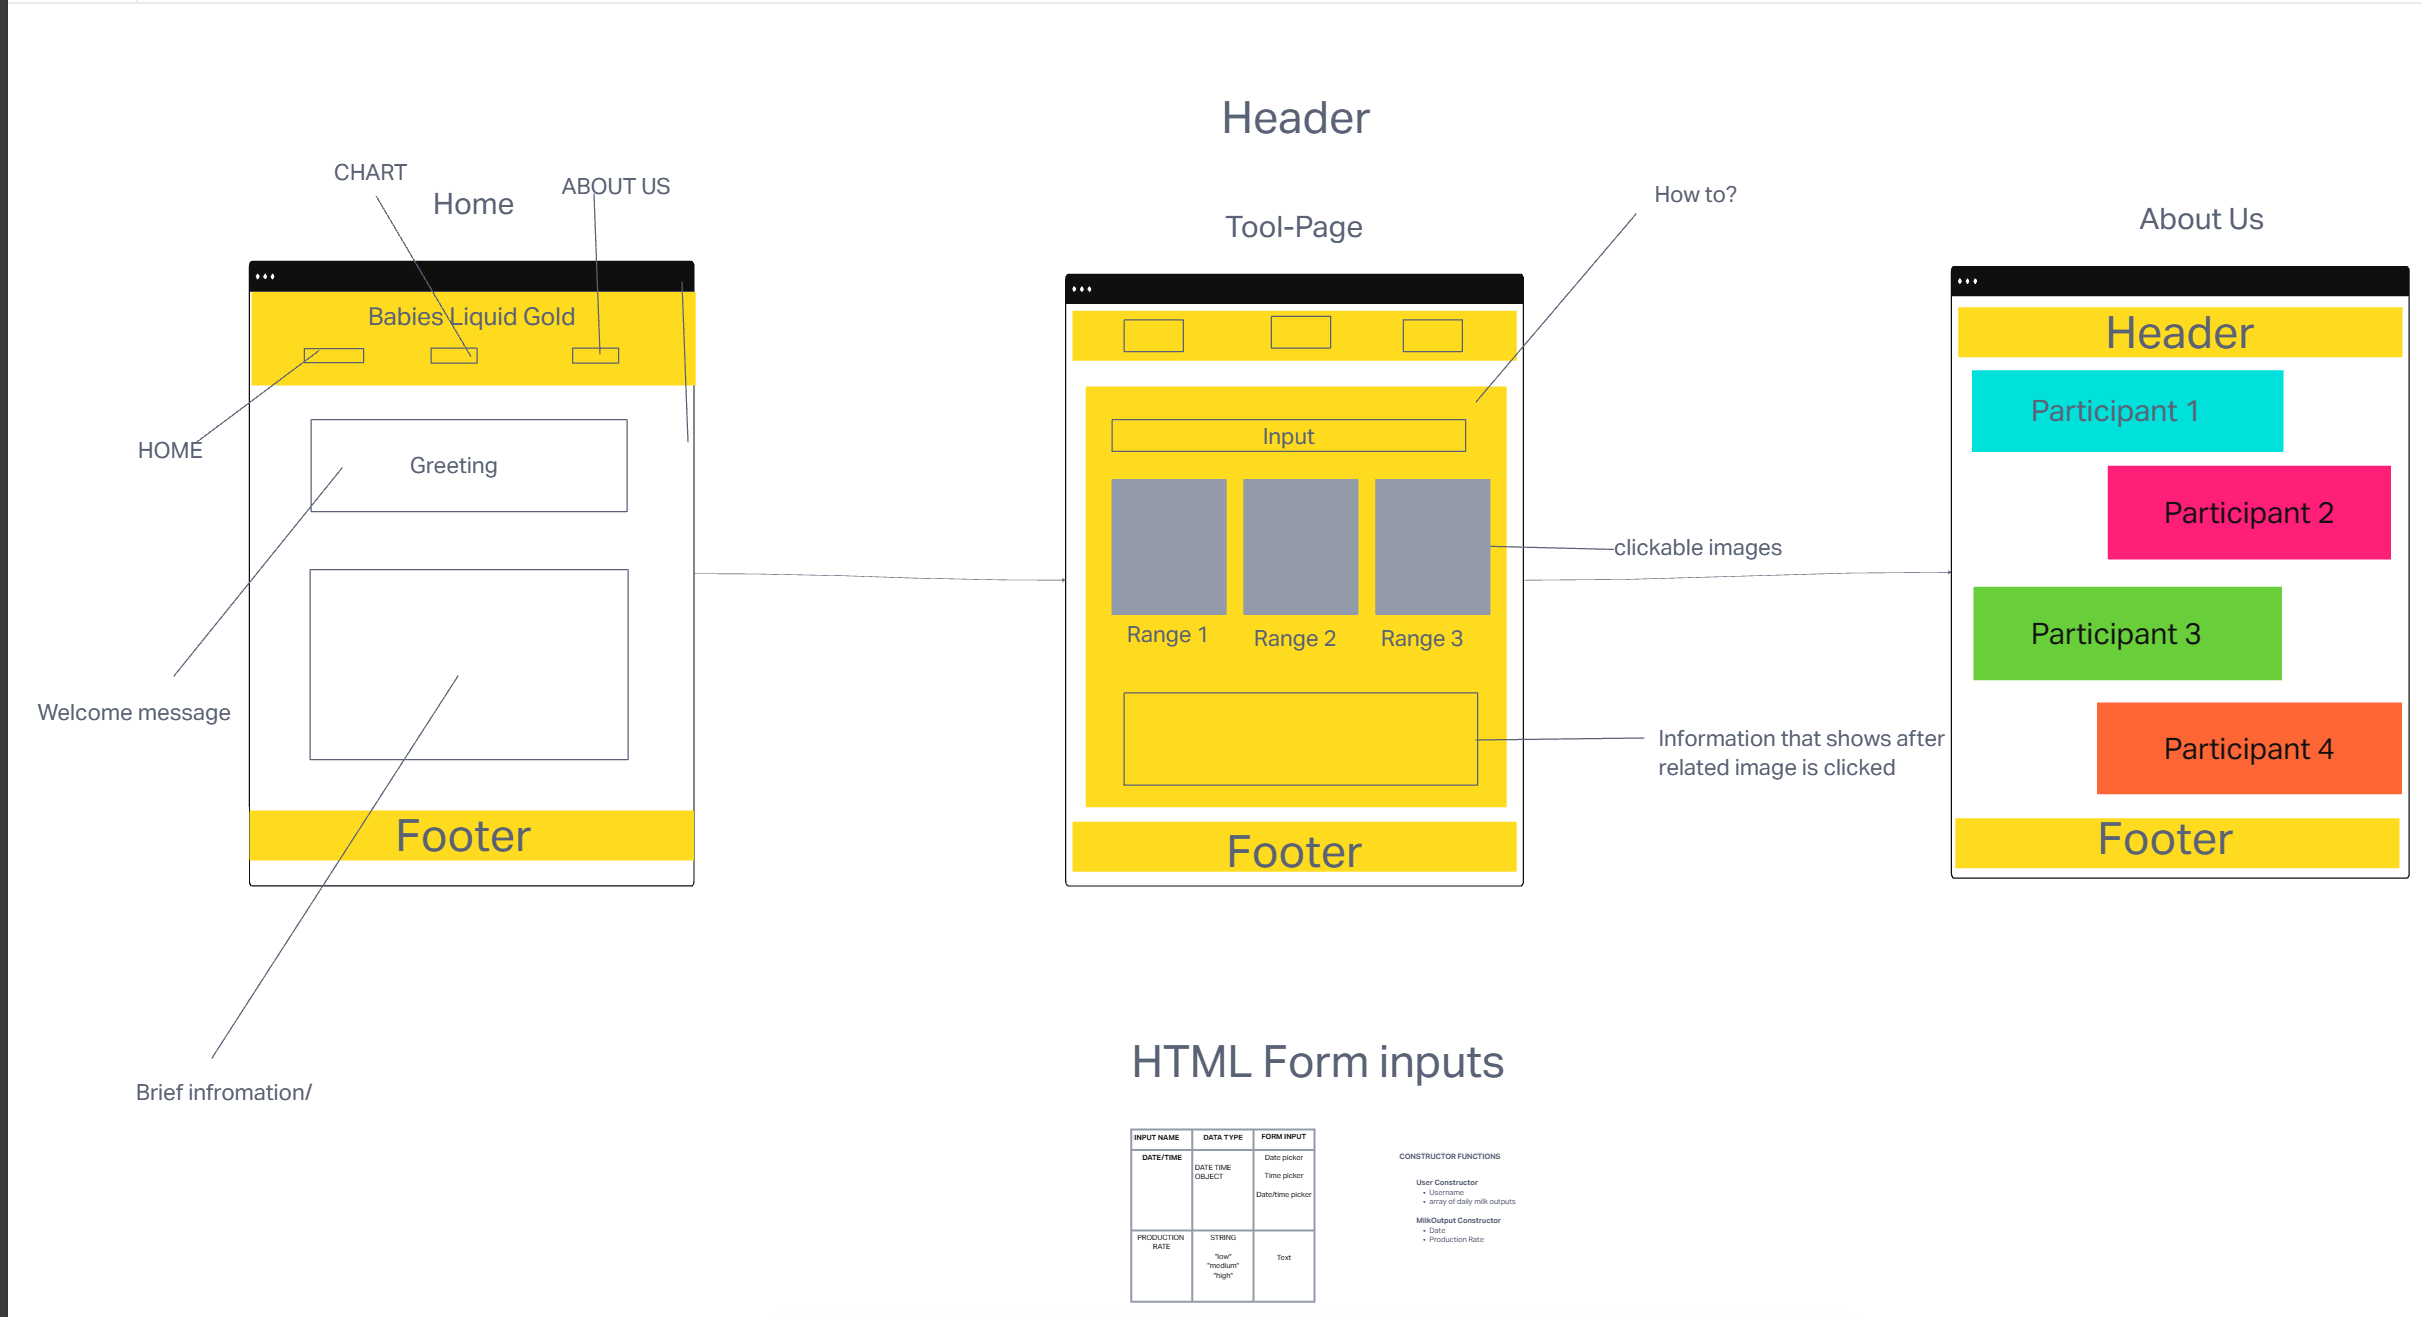 Header
CHART
Home
ABOUT US
Babies Liquid Gold
HOME
Greeting
Welcome message
Footer
Brief infromation/
Tool-Page
How to?
Input
clickable images
Range 1
Range 2
Range 3
Information that shows after
related image is clicked
Footer
About Us
Header
Participant 1
Participant 2
Participant 3
Participant 4
Footer
HTML Form inputs
INPUT NAME
DATA TYPE
FORM INPUT
DATE/TIME
DATE TIME
OBJECT
Date picker
Time picker
Date/time picker
PRODUCTION
RATE
STRING
"low"
"medium"
"high"
Text
CONSTRUCTOR FUNCTIONS
User Constructor
• Username
• array of daily milk outputs
MilkOutput Constructor
• Date
• Production Rate